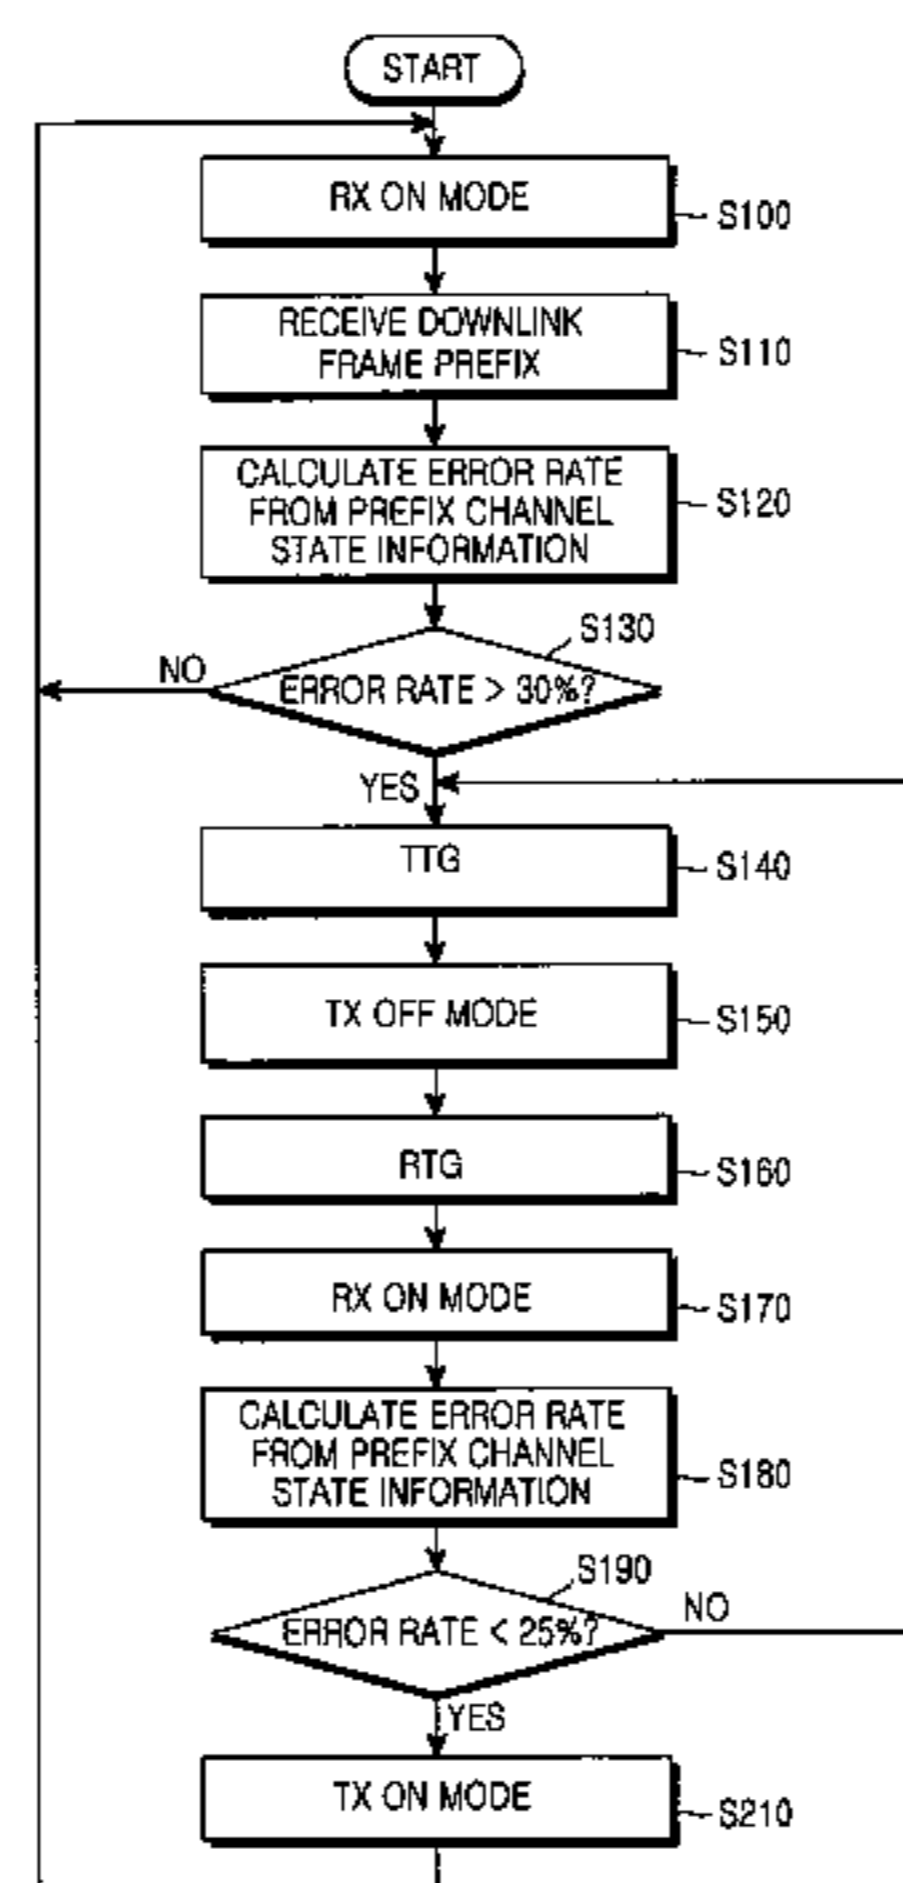 START
RX ON MODE
S100
RECEIVE DOWNLINK
FRAME PREFIX
S110
CALCULATE ERROR RATE
FROM PREFIX CHANNEL
STATE INFORMATION
S120
S130
NO
ERROR RATE > 30%?
YES
TTG
S140
TX OFF MODE
S150
RTG
S160
RX ON MODE
S170
CALCULATE ERROR RATE
FROM PREFIX CHANNEL
STATE INFORMATION
S180
S190
ERROR RATE < 25%?
NO
YES
TX ON MODE
S210